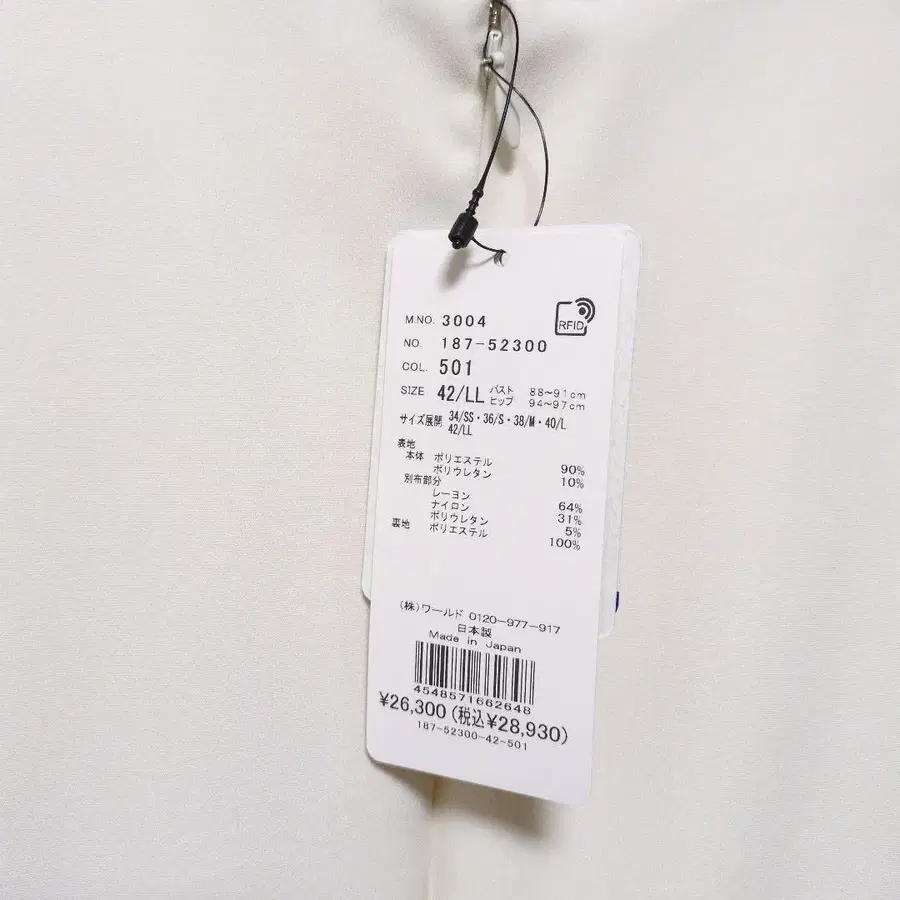 RFID
M.NO. 3004
NO. 187-52300
COL. 501
SIZE 42/LL バスト 88~91cm
ヒップ 94~97cm
サイズ展開 34/SS・36/S・38/M・40/L
42/LL
表地
本体 ポリエステル 90%
ポリウレタン 10%
別布部分
レーヨン 64%
ナイロン 31%
ポリウレタン 5%
裏地 ポリエステル 100%
(株)ワールド 0120-977-917
日本製
Made in Japan
4548571662648
¥26,300(税込¥28,930)
187-52300-42-501